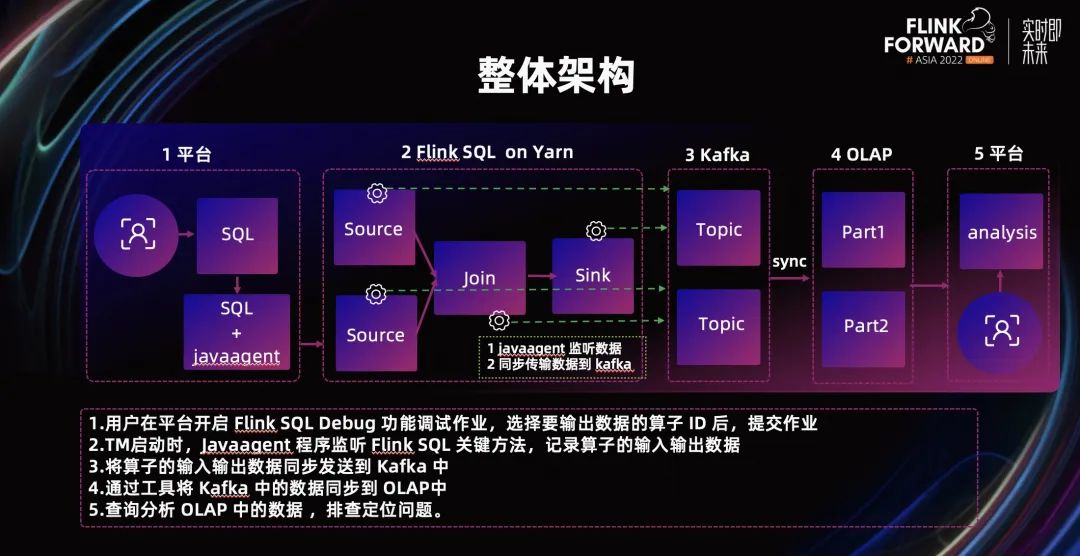 FLINK
FORWARD
# ASIA 2022 ONLINE
实时即
未来
整体架构
1 平台
2 Flink SQL on Yarn
3 Kafka
4 OLAP
5 平台
SQL
SQL
+
javaagent
Source
Source
Join
Sink
1 javaagent 监听数据
2 同步传输数据到 kafka
Topic
Topic
sync
Part1
Part2
analysis
1.用户在平台开启 Flink SQL Debug 功能调试作业，选择要输出数据的算子 ID 后，提交作业
2.TM启动时，Javaagent 程序监听 Flink SQL 关键方法，记录算子的输入输出数据
3.将算子的输入输出数据同步发送到 Kafka 中
4.通过工具将 Kafka 中的数据同步到 OLAP中
5.查询分析 OLAP 中的数据 ，排查定位问题。